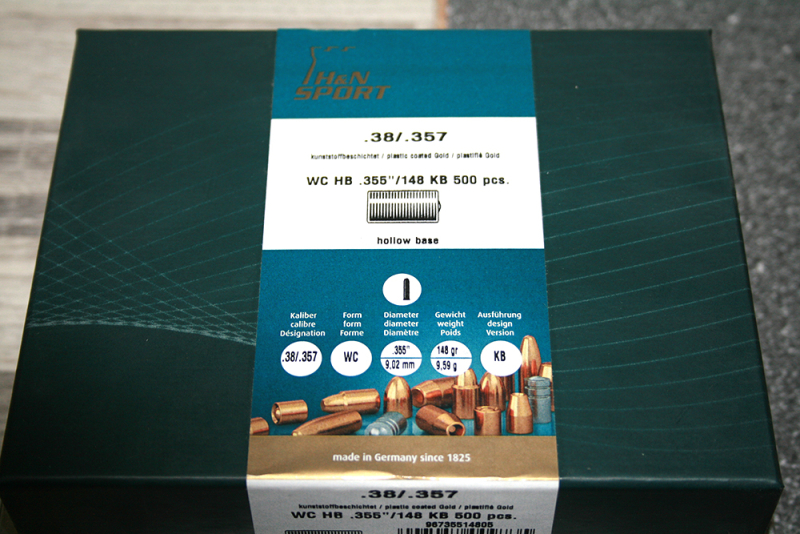 H&N
SPORT
.38/.357
kunststoffbeschichtet / plastic coated Gold / plastifié Gold
WC HB .355"/148 KB 500 pcs.
hollow base
Kaliber Form Diameter Gewicht Ausführung
calibre form diameter weight design
Désignation Forme Diamètre Poids Version
.38/.357 WC .355" 148 gr KB
9.02 mm 9,59 g
made in Germany since 1825
.38/.357
kunststoffbeschichtet / plastic coated Gold / plastifié Gold
WC HB .355"/148 KB 500 pcs.
96735514805